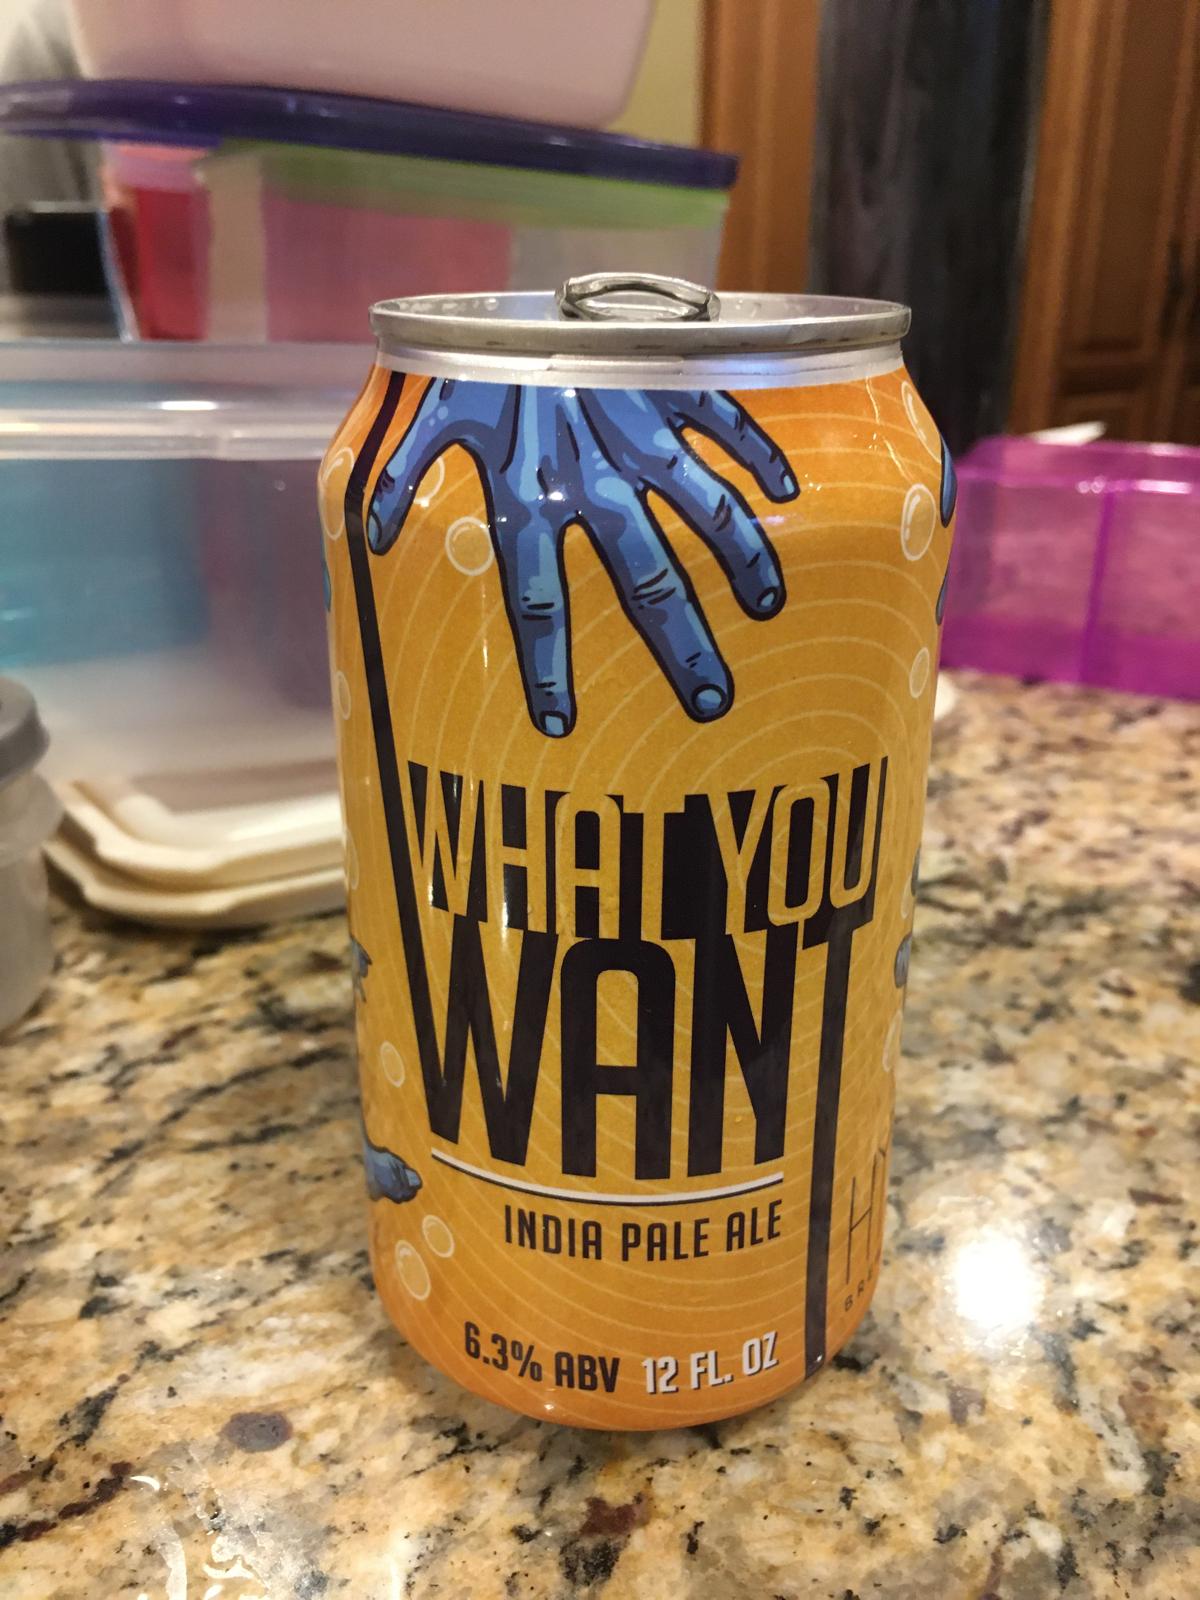 WHAT YOU
WANT
INDIA PALE ALE
6.3% ABV 12 FL. OZ